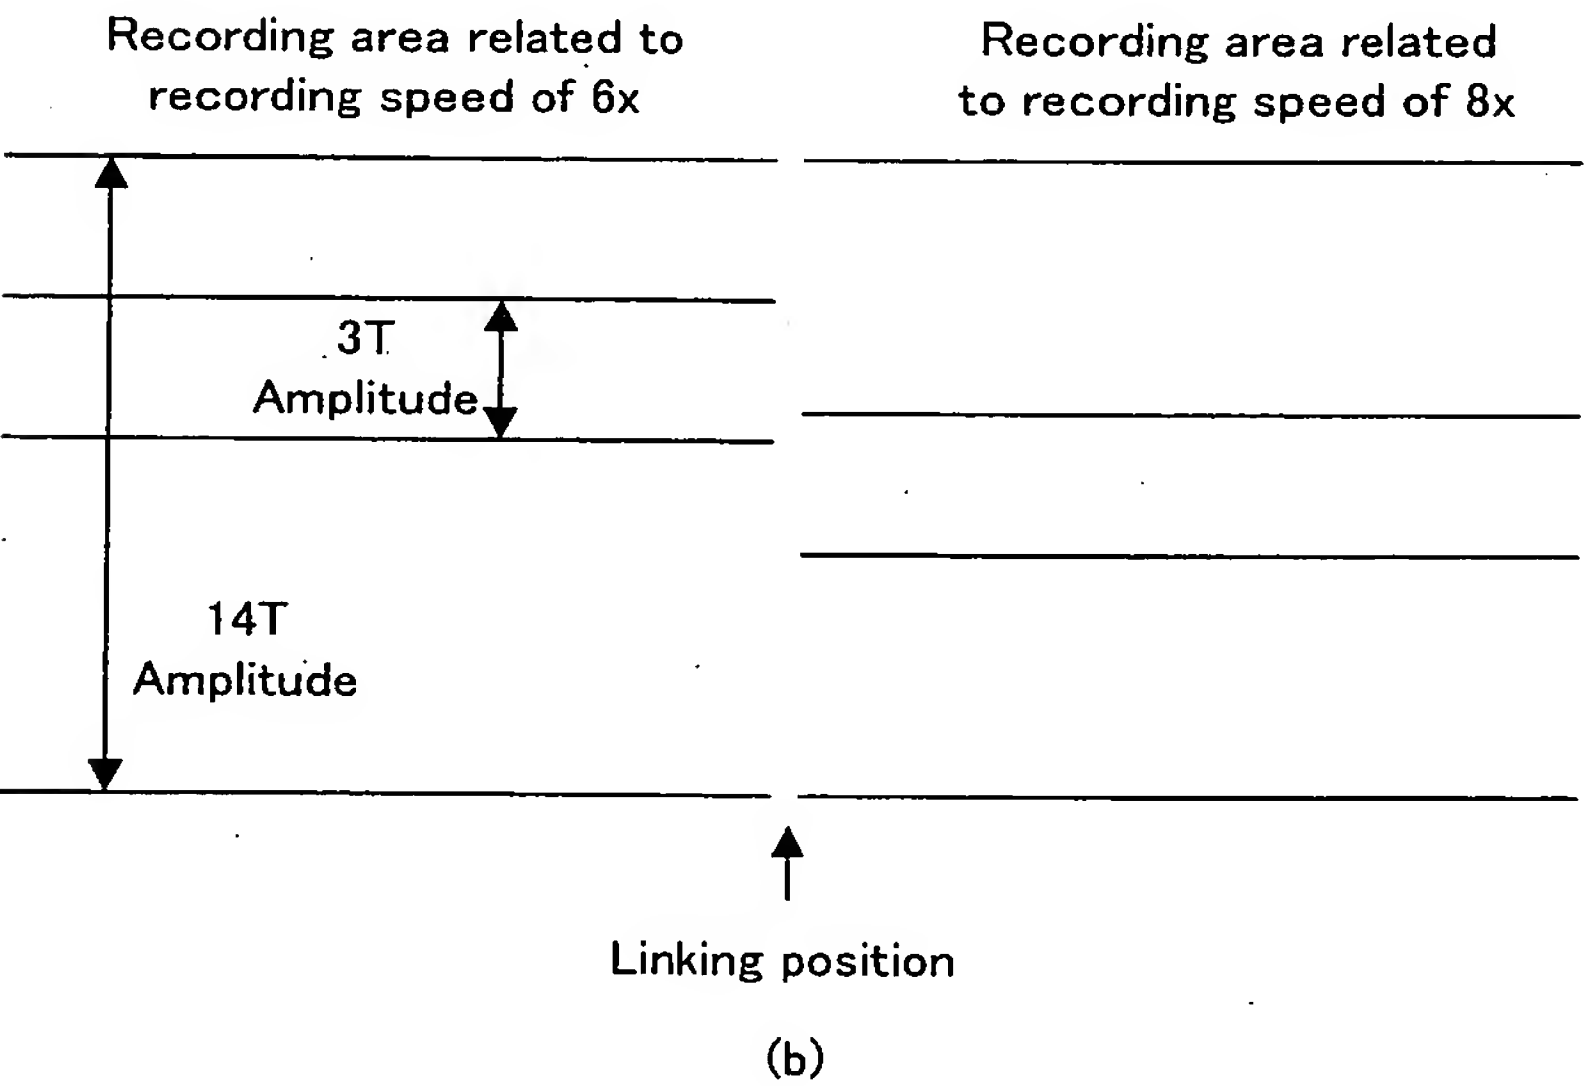 Recording area related to
recording speed of 6x
Recording area related
to recording speed of 8x
3T
Amplitude
14T
Amplitude
Linking position
(b)